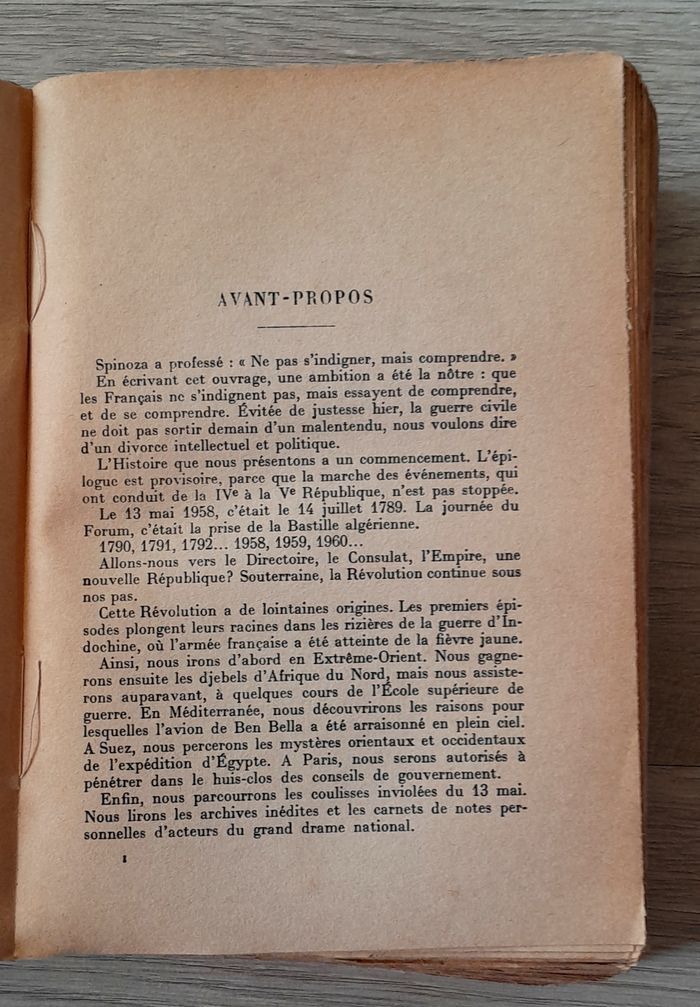 AVANT-PROPOS
Spinoza a professé : « Ne pas s'indigner, mais comprendre. »
En écrivant cet ouvrage, une ambition a été la nôtre : que
les Français ne s'indignent pas, mais essayent de comprendre,
et de se comprendre. Évitée de justesse hier, la guerre civile
ne doit pas sortir demain d'un malentendu, nous voulons dire
d'un divorce intellectuel et politique.
L'Histoire que nous présentons a un commencement. L'épi-
logue est provisoire, parce que la marche des événements, qui
ont conduit de la IVe à la Ve République, n'est pas stoppée.
Le 13 mai 1958, c'était le 14 juillet 1789. La journée du
Forum, c'était la prise de la Bastille algérienne.
1790, 1791, 1792... 1958, 1959, 1960...
Allons-nous vers le Directoire, le Consulat, l'Empire, une
nouvelle République? Souterraine, la Révolution continue sous
nos pas.
Cette Révolution a de lointaines origines. Les premiers épi-
sodes plongent leurs racines dans les rizières de la guerre d'In-
dochine, où l'armée française a été atteinte de la fièvre jaune.
Ainsi, nous irons d'abord en Extrême-Orient. Nous gagne-
rons ensuite les djebels d'Afrique du Nord, mais nous assiste-
rons auparavant, à quelques cours de l'École supérieure de
guerre. En Méditerranée, nous découvrirons les raisons pour
lesquelles l'avion de Ben Bella a été arraisonné en plein ciel.
A Suez, nous percerons les mystères orientaux et occidentaux
de l'expédition d'Égypte. A Paris, nous serons autorisés à
pénétrer dans le huis-clos des conseils de gouvernement.
Enfin, nous parcourrons les coulisses inviolées du 13 mai.
Nous lirons les archives inédites et les carnets de notes per-
sonnelles d'acteurs du grand drame national.
1